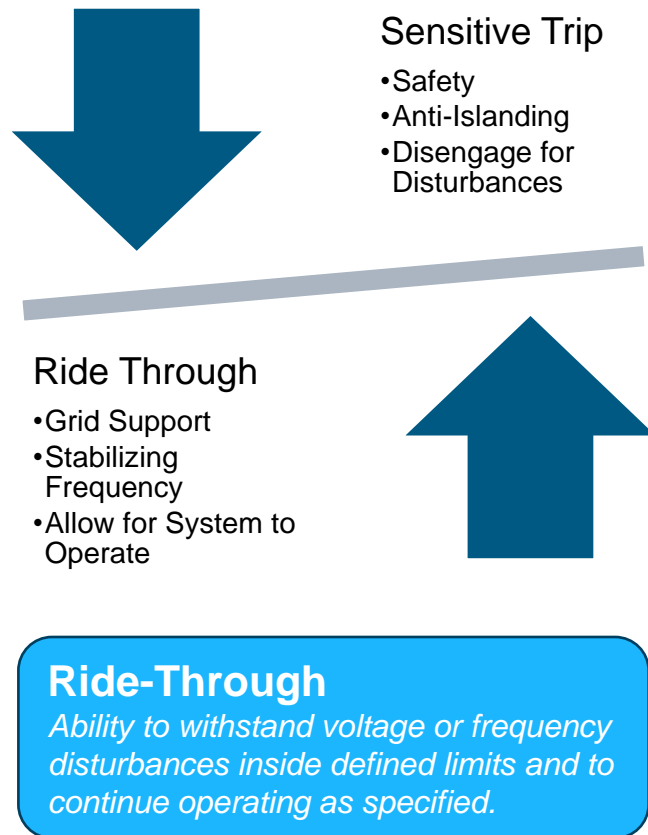 Sensitive Trip
•Safety
•Anti-Islanding
•Disengage for
Disturbances
Ride Through
•Grid Support
•Stabilizing
Frequency
•Allow for System to
Operate
Ride-Through
Ability to withstand voltage or frequency
disturbances inside defined limits and to
continue operating as specified.